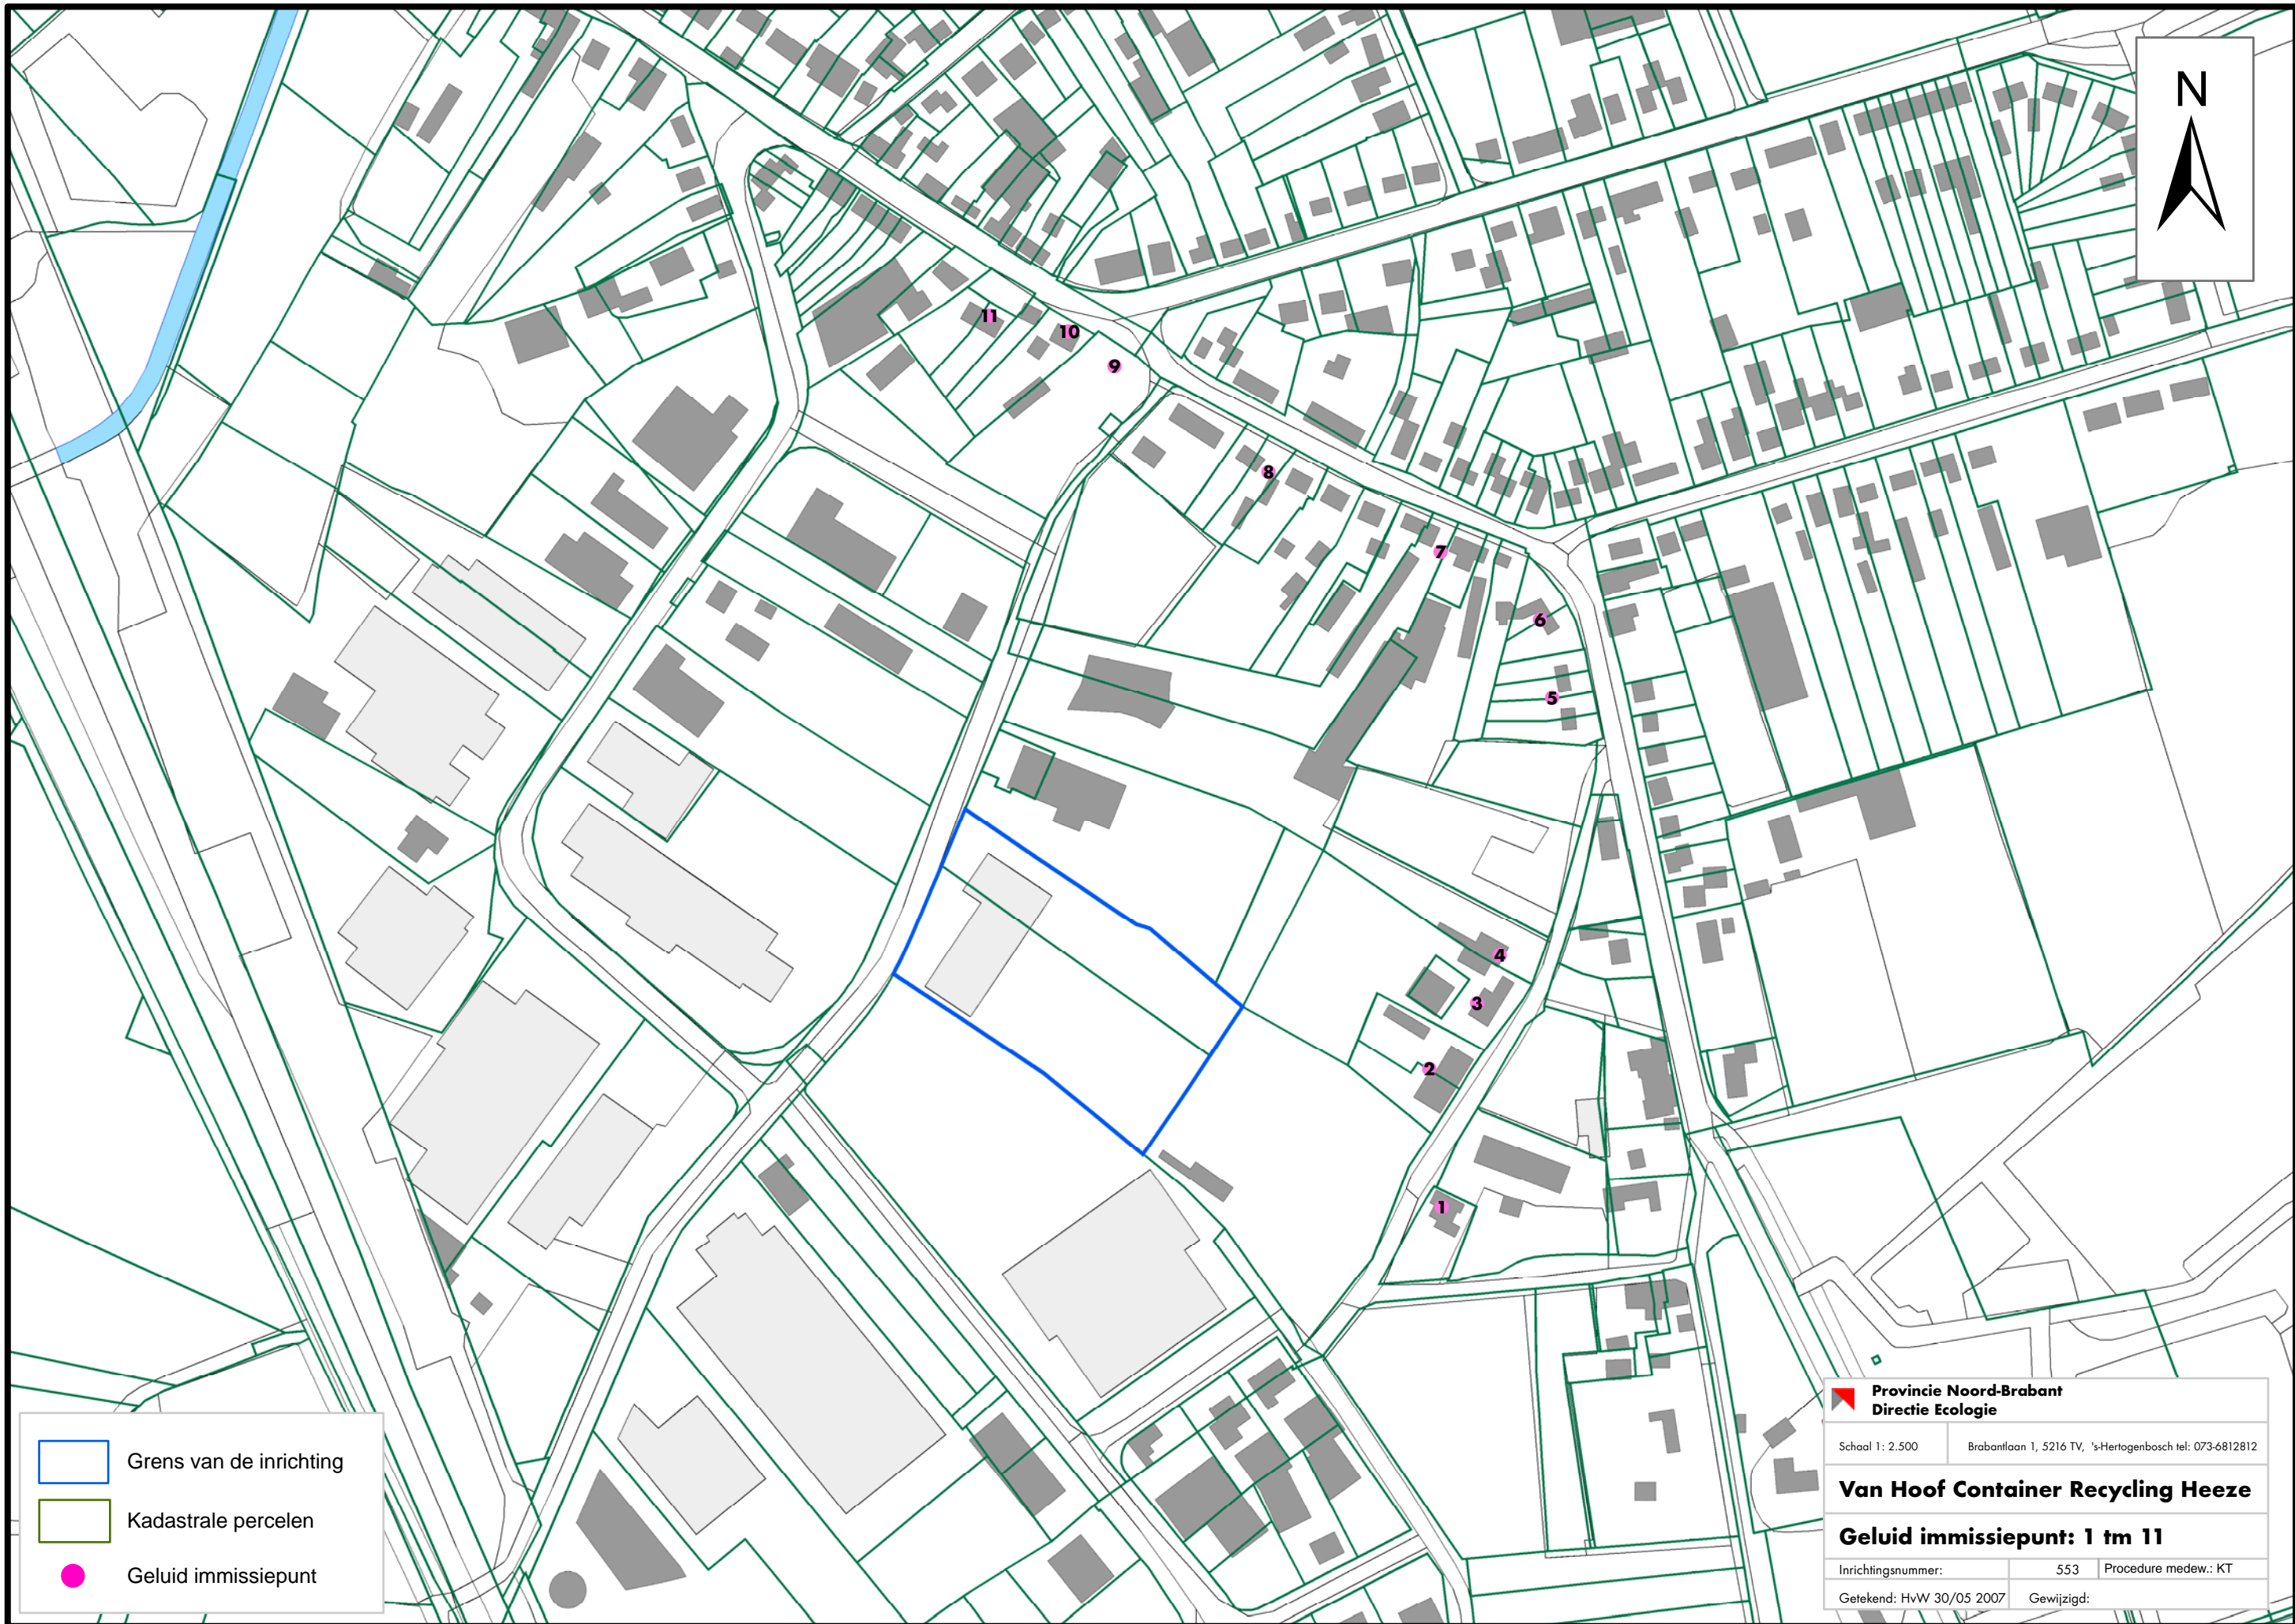 N
11
10
9
8
7
6
5
4
3
2
1
Grens van de inrichting
Kadastrale percelen
Geluid immissiepunt
Provincie Noord-Brabant
Directie Ecologie
Schaal 1: 2.500
Brabantlaan 1, 5216 TV, 's-Hertogenbosch tel: 073-6812812
Van Hoof Container Recycling Heeze
Geluid immissiepunt: 1 tm 11
Inrichtingsnummer: 553 Procedure medew.: KT
Getekend: HvW 30/05 2007 Gewijzigd: